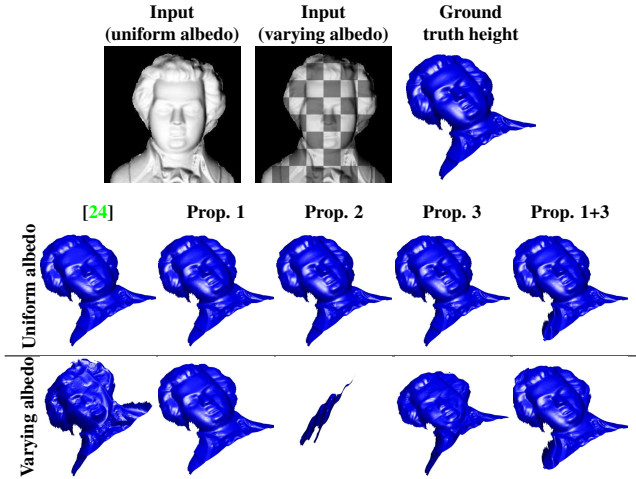 Input
(uniform albedo)
Input
(varying albedo)
Ground
truth height
[24]
Prop. 1
Prop. 2
Prop. 3
Prop. 1+3
Uniform albedo
Varying albedo